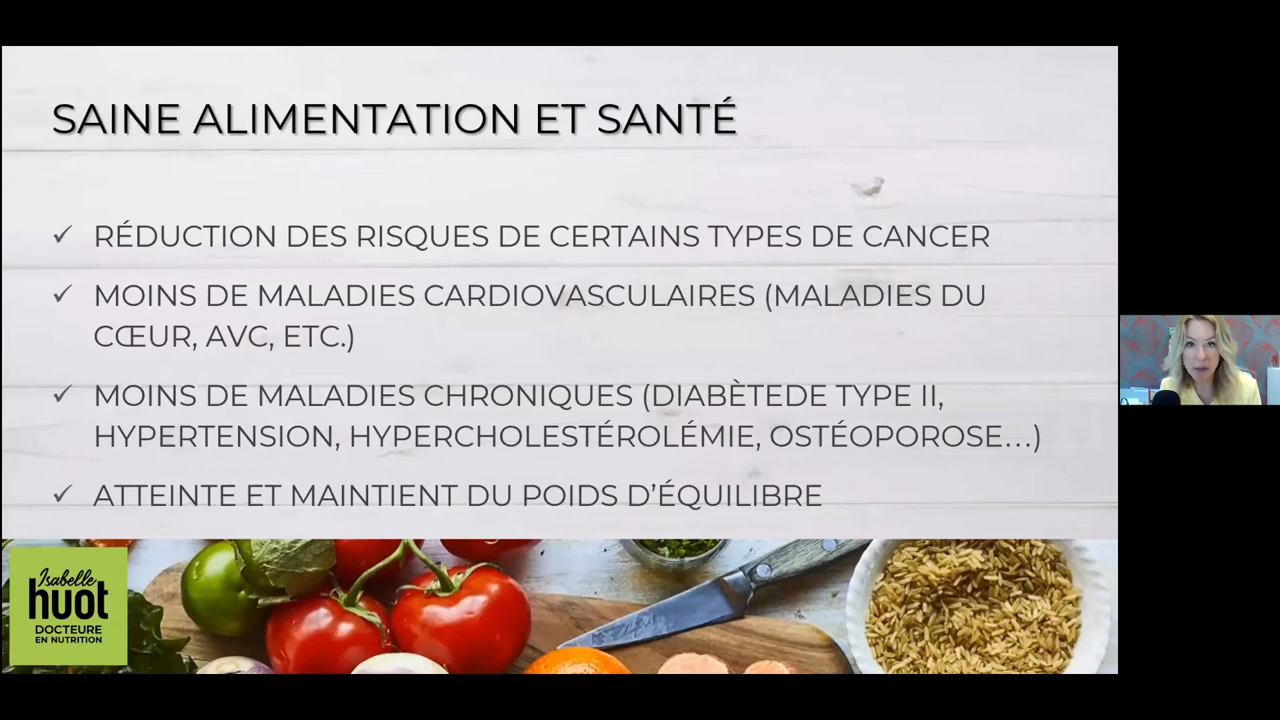 SAINE ALIMENTATION ET SANTÉ
✓ RÉDUCTION DES RISQUES DE CERTAINS TYPES DE CANCER
✓ MOINS DE MALADIES CARDIOVASCULAIRES (MALADIES DU
CŒUR, AVC, ETC.)
✓ MOINS DE MALADIES CHRONIQUES (DIABÈTEDE TYPE II,
HYPERTENSION, HYPERCHOLESTÉROLÉMIE, OSTÉOPOROSE…)
✓ ATTEINTE ET MAINTIENT DU POIDS D’ÉQUILIBRE
Isabelle
huot
DOCTEURE
EN NUTRITION